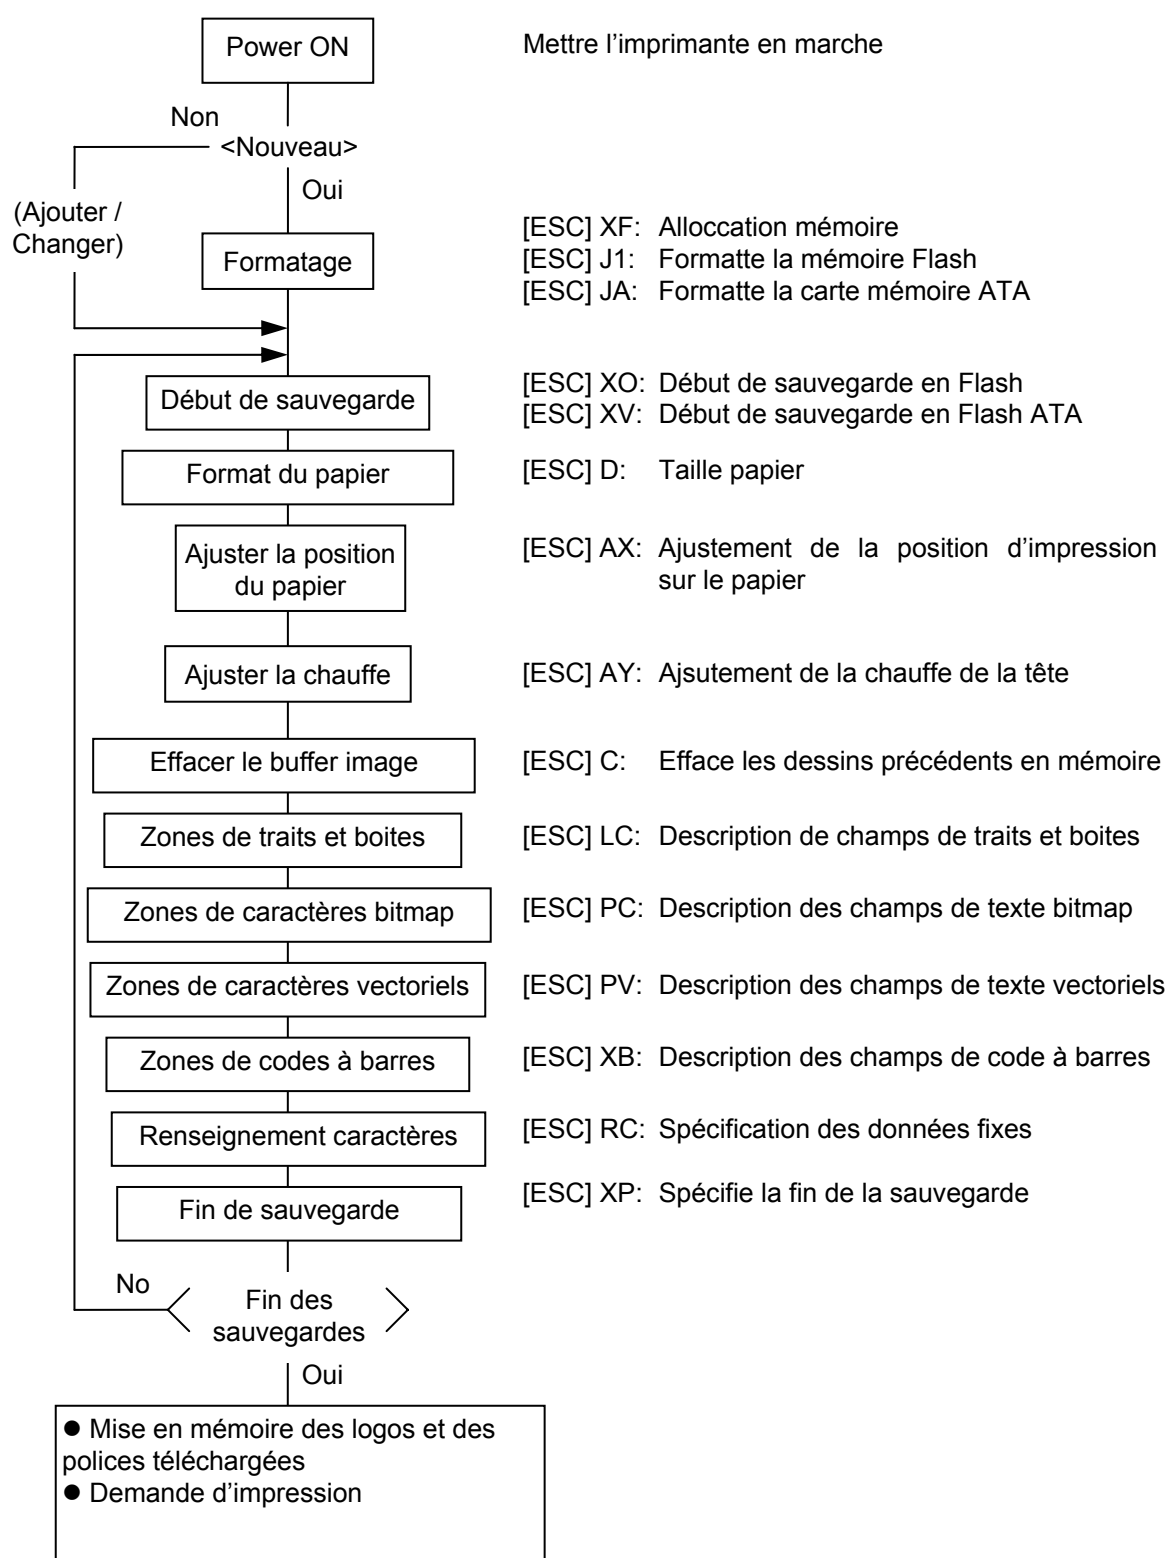 Power ON
Mettre l’imprimante en marche
Non
<Nouveau>
Oui
(Ajouter /
Changer)
Formatage
[ESC] XF: Alloccation mémoire
[ESC] J1: Formatte la mémoire Flash
[ESC] JA: Formatte la carte mémoire ATA
Début de sauvegarde
[ESC] XO: Début de sauvegarde en Flash
[ESC] XV: Début de sauvegarde en Flash ATA
Format du papier
[ESC] D: Taille papier
Ajuster la position
du papier
[ESC] AX: Ajustement de la position d’impression
sur le papier
Ajuster la chauffe
[ESC] AY: Ajsutement de la chauffe de la tête
Effacer le buffer image
[ESC] C: Efface les dessins précédents en mémoire
Zones de traits et boites
[ESC] LC: Description de champs de traits et boites
Zones de caractères bitmap
[ESC] PC: Description des champs de texte bitmap
Zones de caractères vectoriels
[ESC] PV: Description des champs de texte vectoriels
Zones de codes à barres
[ESC] XB: Description des champs de code à barres
Renseignement caractères
[ESC] RC: Spécification des données fixes
Fin de sauvegarde
[ESC] XP: Spécifie la fin de la sauvegarde
No
Fin des
sauvegardes
Oui
● Mise en mémoire des logos et des
polices téléchargées
● Demande d’impression